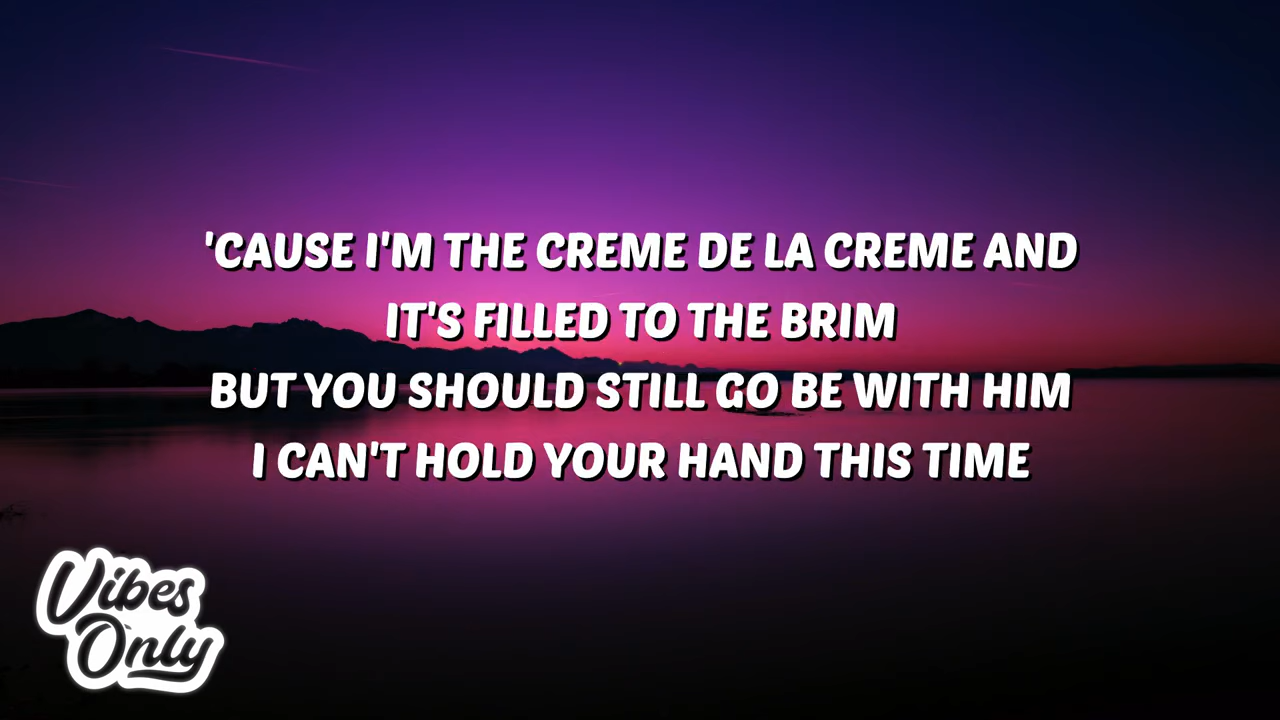 'CAUSE I'M THE CREME DE LA CREME AND
IT'S FILLED TO THE BRIM
BUT YOU SHOULD STILL GO BE WITH HIM
I CAN'T HOLD YOUR HAND THIS TIME
Vibes
Only